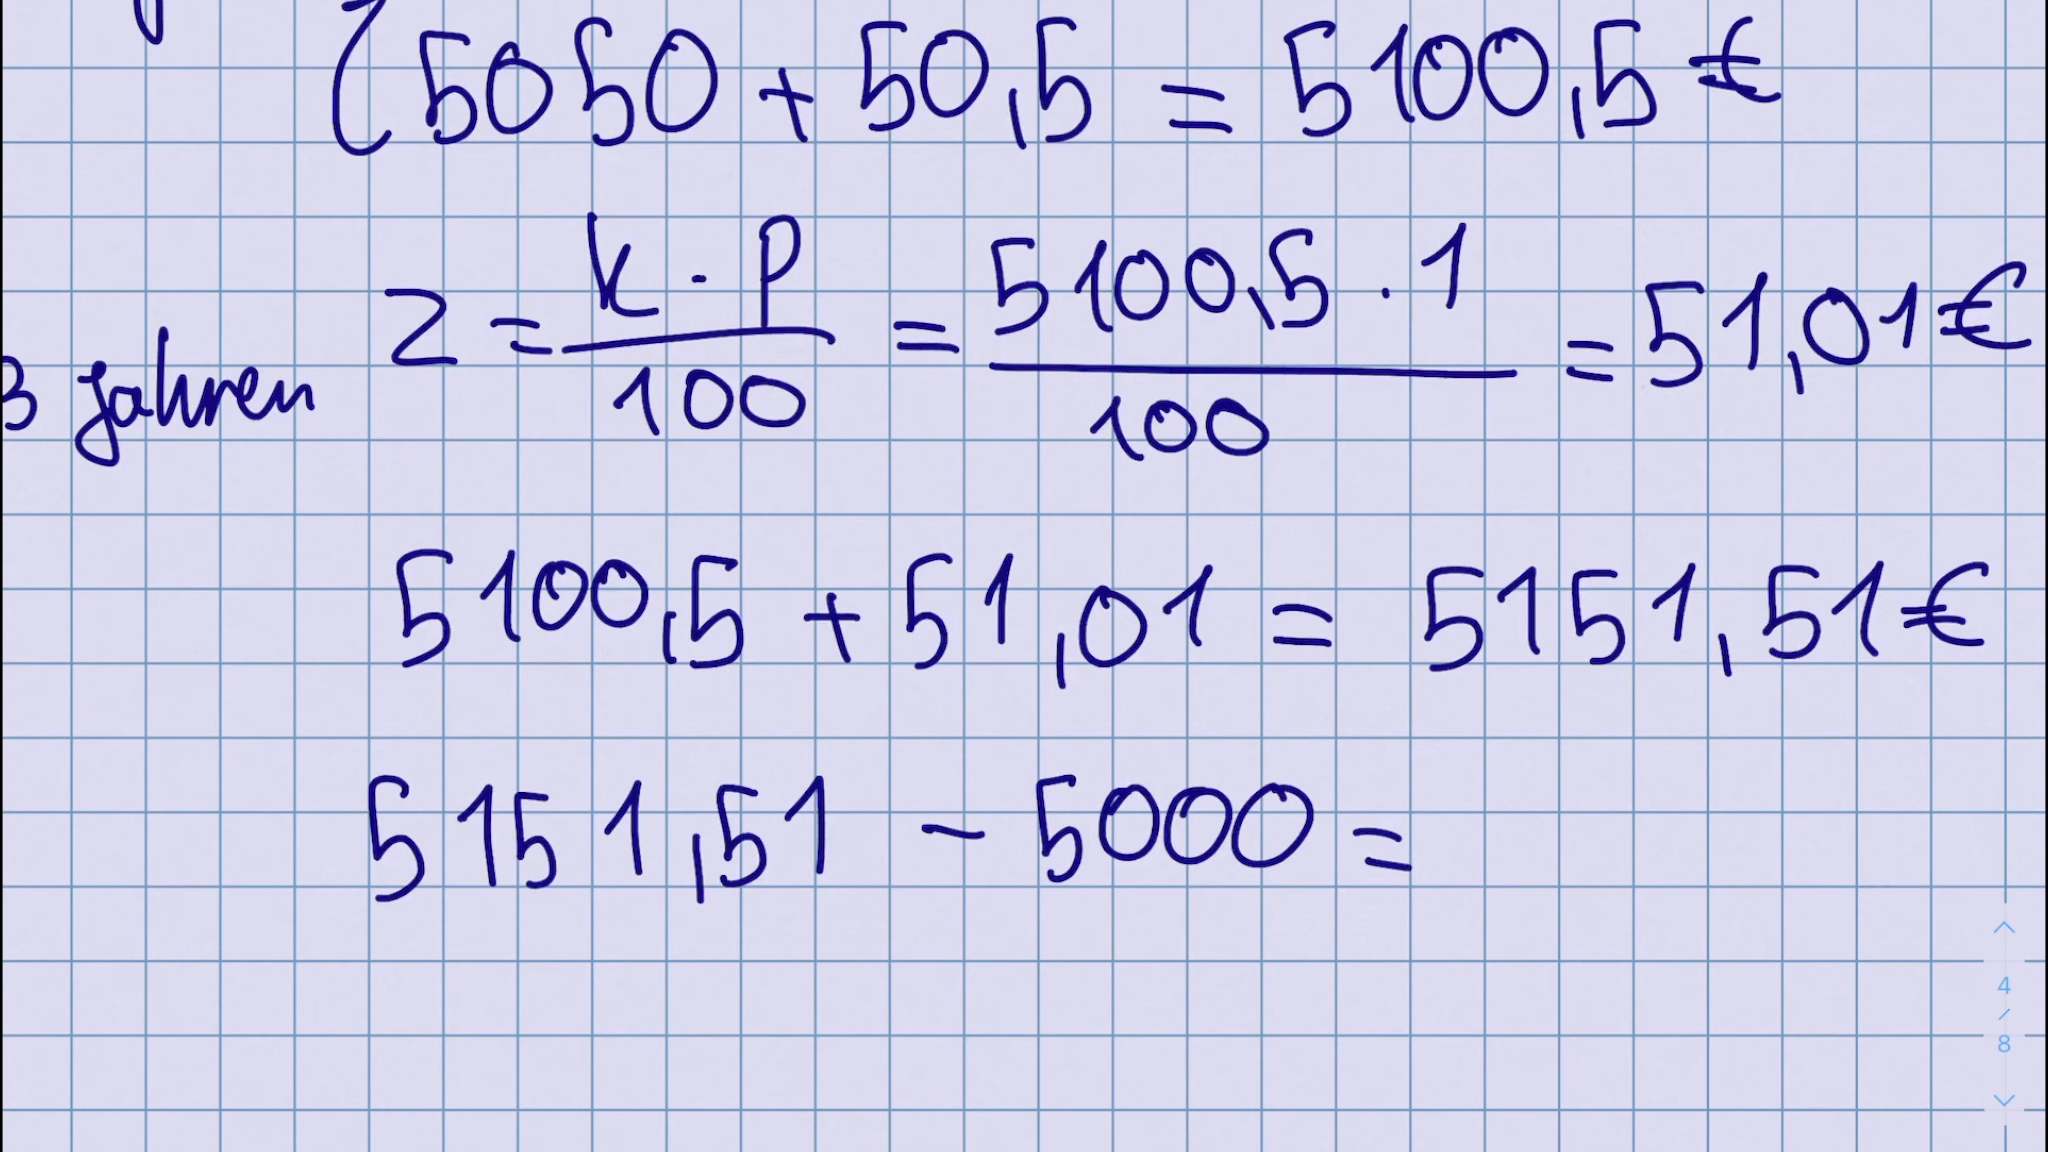 5050 + 50,5 = 5100,5 €
3 jahren Z = K · P / 100 = 5100,5 · 1 / 100 = 51,01 €
5100,5 + 51,01 = 5151,51 €
5151,51 - 5000 =
4 / 8